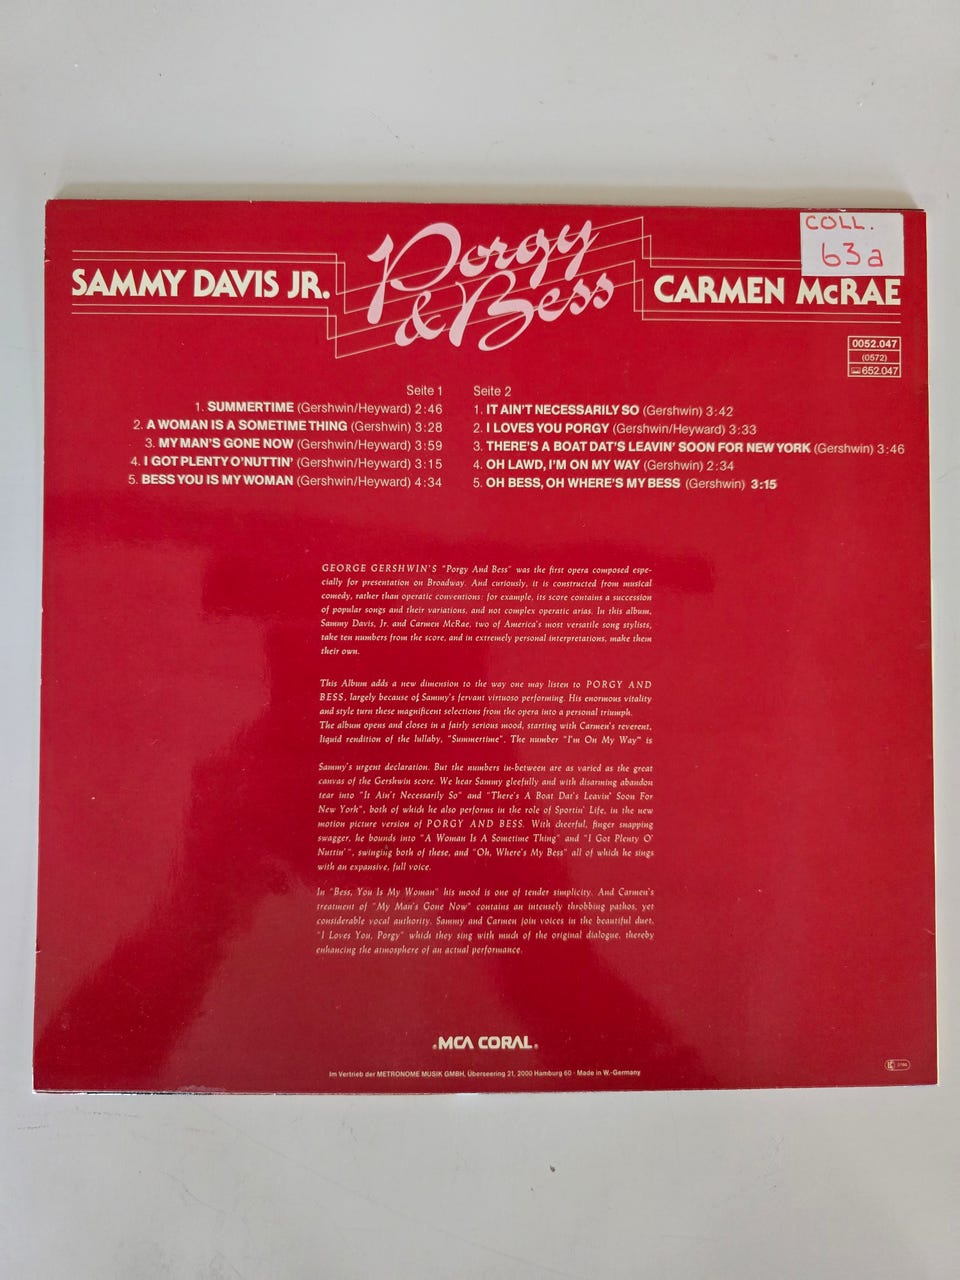 COLL.
63a
Porgy
& Bess
SAMMY DAVIS JR.
CARMEN McRAE
0052.047
(0572)
652.047
Seite 1
1. SUMMERTIME (Gershwin/Heyward) 2:46
2. A WOMAN IS A SOMETIME THING (Gershwin) 3:28
3. MY MAN'S GONE NOW (Gershwin/Heyward) 3:59
4. I GOT PLENTY O'NUTTIN' (Gershwin/Heyward) 3:15
5. BESS YOU IS MY WOMAN (Gershwin/Heyward) 4:34
Seite 2
1. IT AIN'T NECESSARILY SO (Gershwin) 3:42
2. I LOVES YOU PORGY (Gershwin/Heyward) 3:33
3. THERE'S A BOAT DAT'S LEAVIN' SOON FOR NEW YORK (Gershwin) 3:46
4. OH LAWD, I'M ON MY WAY (Gershwin) 2:34
5. OH BESS, OH WHERE'S MY BESS (Gershwin) 3:15
GEORGE GERSHWIN'S "Porgy And Bess" was the first opera composed espe-
cially for presentation on Broadway. And curiously, it is constructed from musical
comedy, rather than operatic conventions: for example, its score contains a succession
of popular songs and their variations, and not complex operatic arias. In this album,
Sammy Davis, Jr. and Carmen McRae, two of America's most versatile song stylists,
take ten numbers from the score, and in extremely personal interpretations, make them
their own.
This Album adds a new dimension to the way one may listen to PORGY AND
BESS, largely because of Sammy's fervant virtuoso performing. His enormous vitality
and style turn these magnificent selections from the opera into a personal triumph.
The album opens and closes in a fairly serious mood, starting with Carmen's reverent,
liquid rendition of the lullaby, "Summertime". The number "I'm On My Way" is
Sammy's urgent declaration. But the numbers in-between are as varied as the great
canvas of the Gershwin score. We hear Sammy gleefully and with disarming abandon
tear into "It Ain't Necessarily So" and "There's A Boat Dat's Leavin' Soon For
New York", both of which he also performs in the role of Sportin' Life, in the new
motion picture version of PORGY AND BESS. With cheerful, finger snapping
swagger, he bounds into "A Woman Is A Sometime Thing" and "I Got Plenty O'
Nuttin'", swinging both of these, and "Oh, Where's My Bess" all of which he sings
with an expansive, full voice.
In "Bess, You Is My Woman" his mood is one of tender simplicity. And Carmen's
treatment of "My Man's Gone Now" contains an intensely throbbing pathos, yet
considerable vocal authority. Sammy and Carmen join voices in the beautiful duet,
"I Loves You, Porgy" which they sing with much of the original dialogue, thereby
enhancing the atmosphere of an actual performance.
MCA CORAL
Im Vertrieb der METRONOME MUSIK GMBH, Überseering 21, 2000 Hamburg 60 · Made in W.-Germany